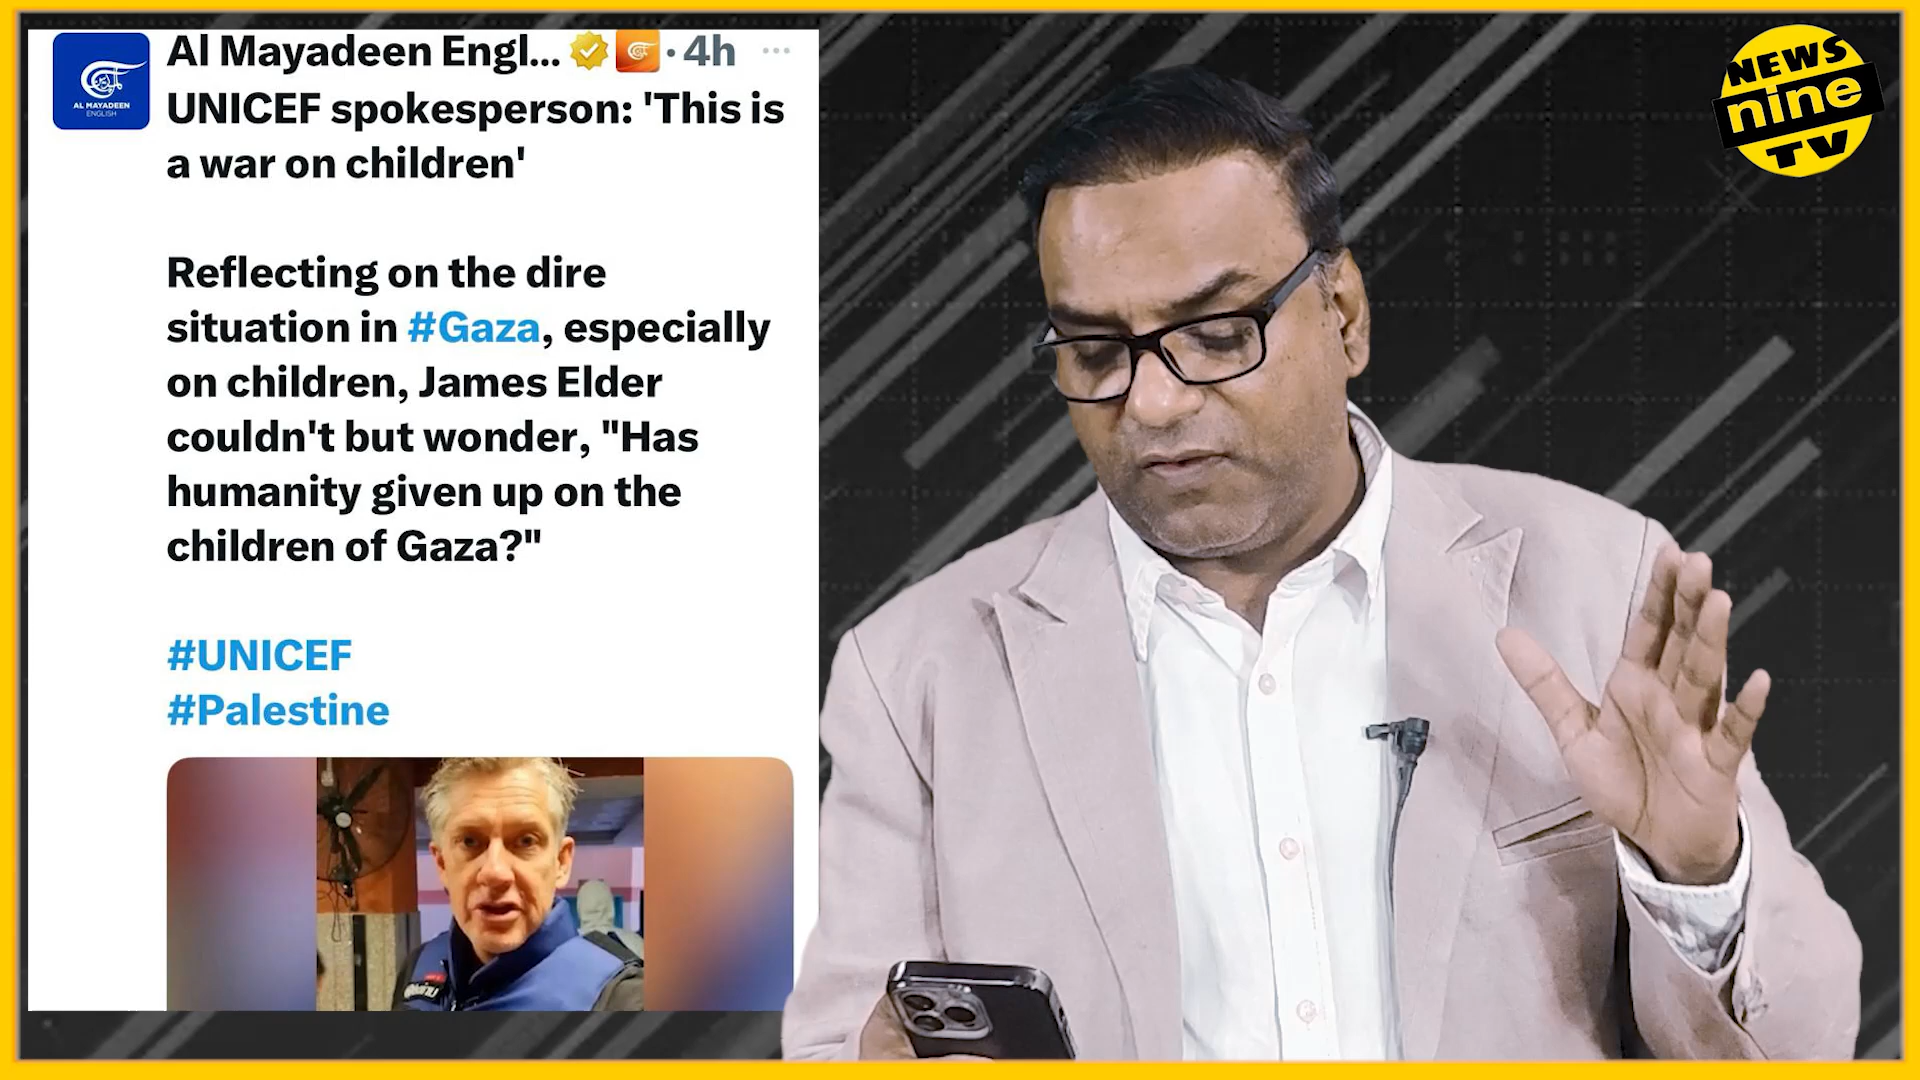 Al Mayadeen Engl... · 4h ···
AL MAYADEEN
ENGLISH
UNICEF spokesperson: 'This is
a war on children'
Reflecting on the dire
situation in #Gaza, especially
on children, James Elder
couldn't but wonder, "Has
humanity given up on the
children of Gaza?"
#UNICEF
#Palestine
NEWS
nine
TV